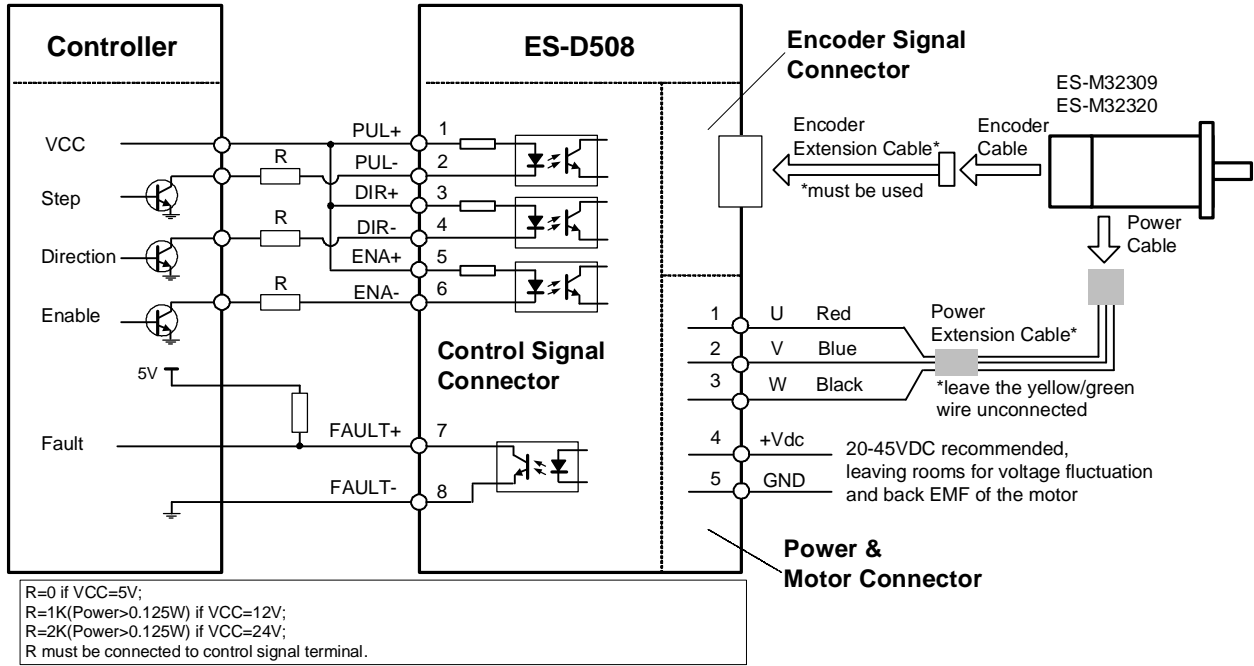 Controller
ES-D508
Encoder Signal
Connector
ES-M32309
ES-M32320
Encoder
Extension Cable*
*must be used
Encoder
Cable
Power
Cable
VCC
PUL+
1
R
PUL-
2
Step
DIR+
3
R
DIR-
4
Direction
ENA+
5
R
ENA-
6
Enable
Control Signal
Connector
5V
Fault
FAULT+
7
FAULT-
8
1
U
Red
2
V
Blue
3
W
Black
Power
Extension Cable*
*leave the yellow/green
wire unconnected
4
+Vdc
5
GND
20-45VDC recommended,
leaving rooms for voltage fluctuation
and back EMF of the motor
Power &
Motor Connector
R=0 if VCC=5V;
R=1K(Power>0.125W) if VCC=12V;
R=2K(Power>0.125W) if VCC=24V;
R must be connected to control signal terminal.